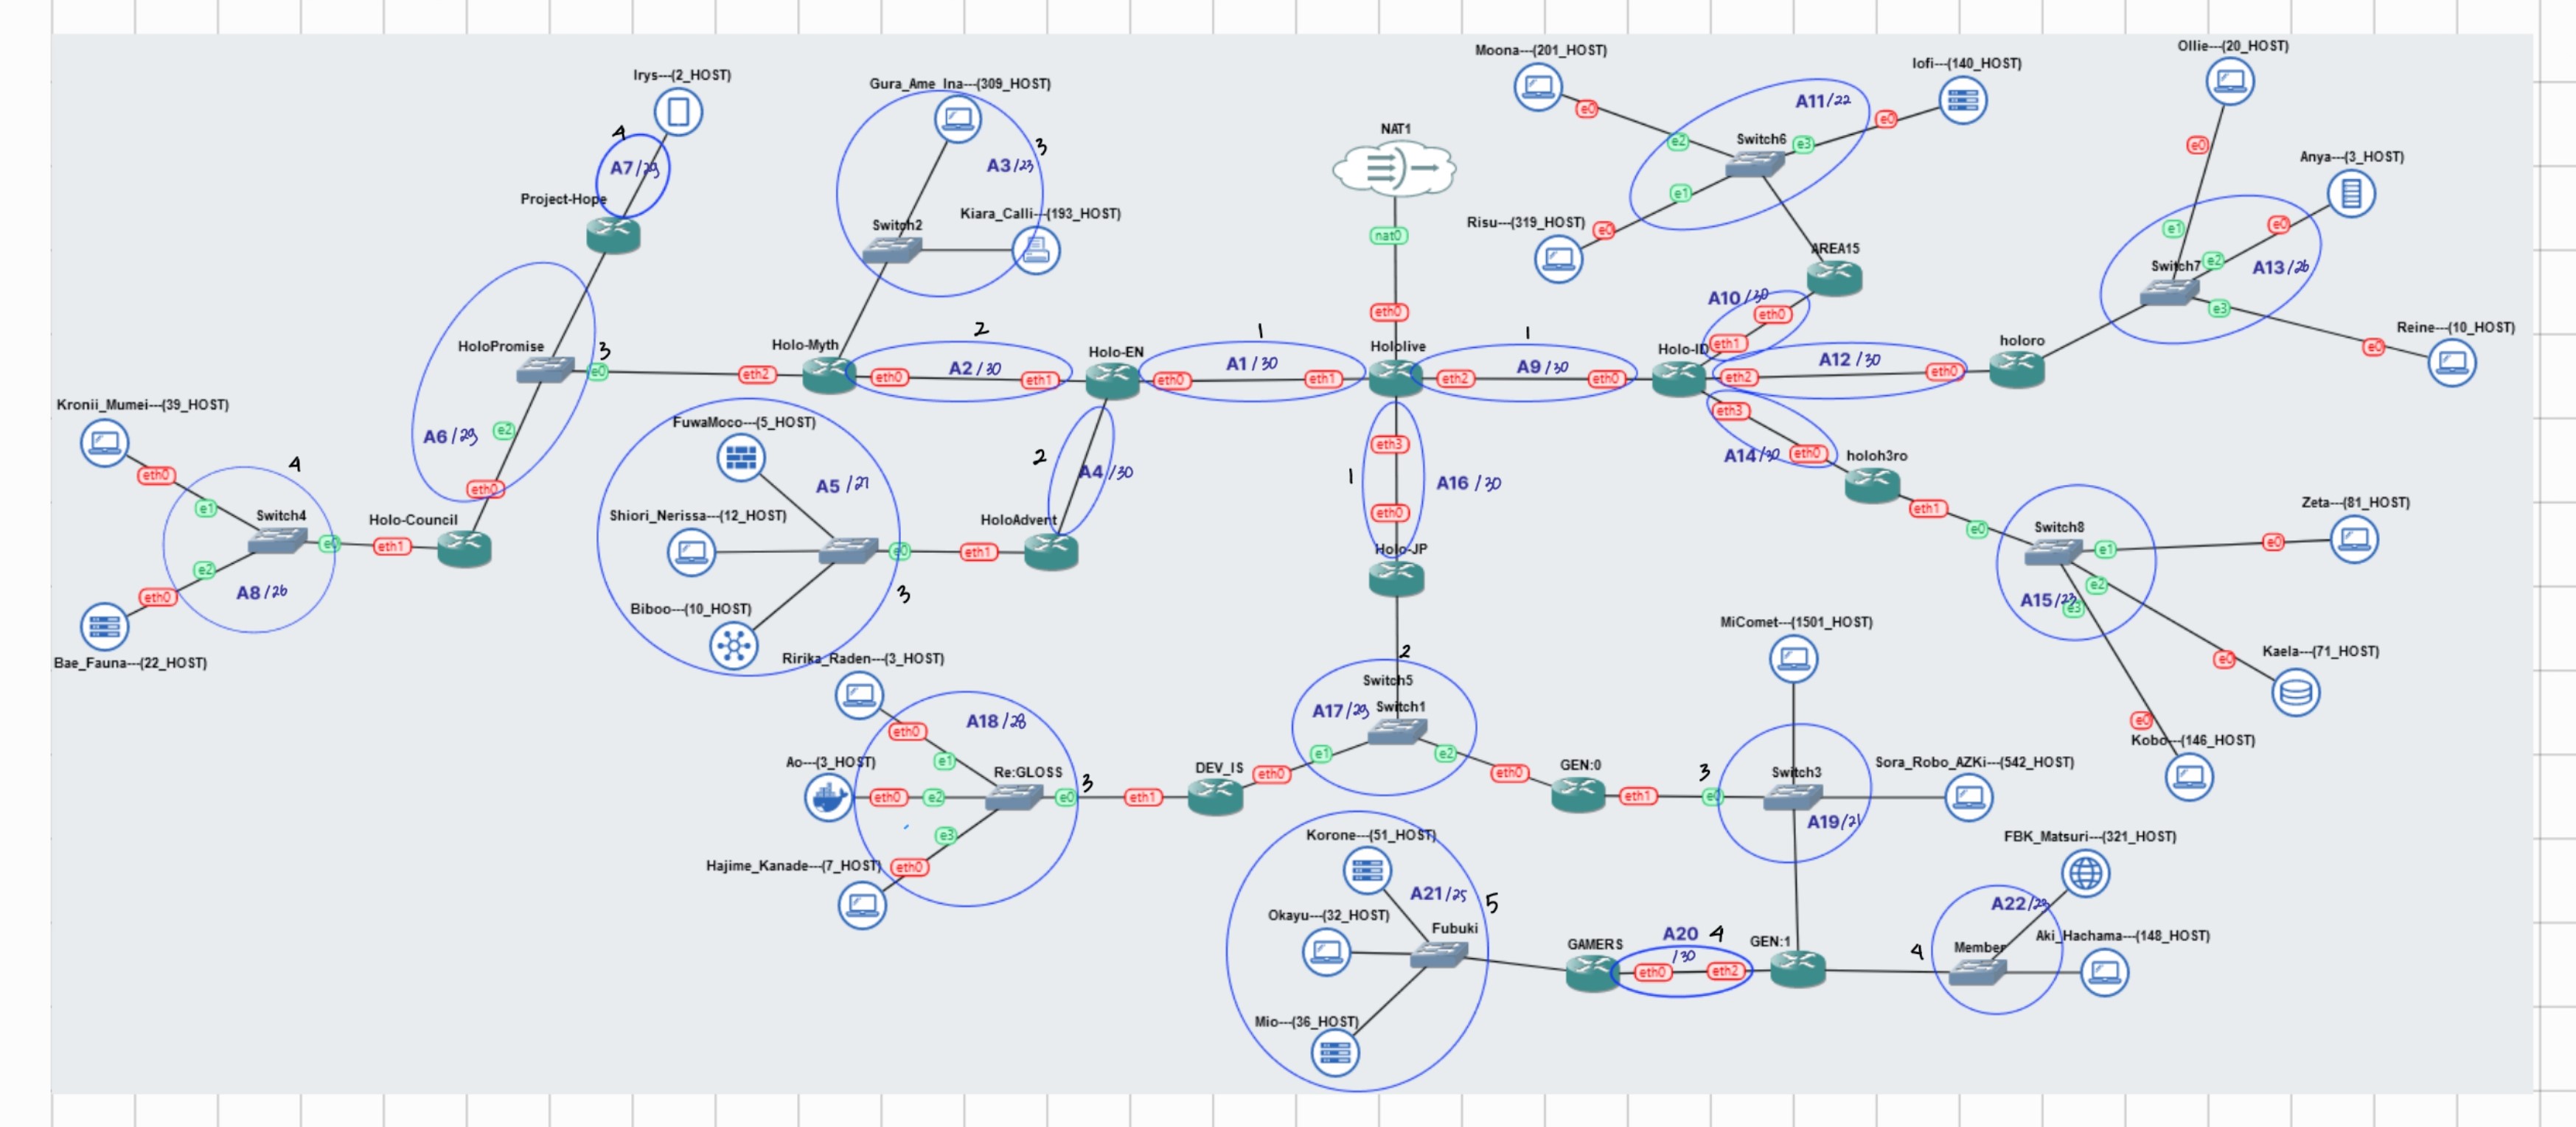 Moona---(201_HOST)
Iofi---(140_HOST)
Ollie---(20_HOST)
Irys---(2_HOST)
Gura_Ame_Ina---(309_HOST)
A11/22
e0
e0
e0
NAT1
4
3
Switch6
e2
e3
Anya---(3_HOST)
A7/29
A3/23
Project-Hope
Kiara_Calli---(193_HOST)
Switch2
e1
Risu---(319_HOST)
e0
nat0
AREA15
e1
e0
Switch7
e2
A13/26
A10/30
eth0
eth0
e3
Reine---(10_HOST)
e0
2
1
1
HoloPromise
3
e0
eth2
Holo-Myth
eth0
A2/30
eth1
Holo-EN
eth0
A1/30
eth1
Hololive
eth2
A9/30
eth0
Holo-ID
eth1
eth2
A12/30
eth0
holoro
eth3
A14/30
eth0
holoh3ro
Kronii_Mumei---(39_HOST)
A6/29
e2
eth0
4
eth0
e1
Switch4
e0
eth1
Holo-Council
e2
eth0
A8/26
Bae_Fauna---(22_HOST)
FuwaMoco---(5_HOST)
A5/27
Shiori_Nerissa---(12_HOST)
e0
eth1
HoloAdvent
Biboo---(10_HOST)
3
2
A4/30
eth3
1
A16/30
eth0
Holo-JP
eth1
e0
Switch8
e1
e0
Zeta---(81_HOST)
e2
A15/23
e3
e0
Kaela---(71_HOST)
e0
Kobo---(146_HOST)
MiComet---(1501_HOST)
Ririka_Raden---(3_HOST)
2
Switch5
A17/29
Switch1
e1
e2
A18/28
eth0
e1
Ao---(3_HOST)
eth0
e2
Re:GLOSS
e0
3
eth1
DEV_IS
eth0
eth0
GEN:0
eth1
3
e0
Switch3
Sora_Robo_AZKi---(542_HOST)
A19/21
e3
Hajime_Kanade---(7_HOST)
eth0
Korone---(51_HOST)
A21/25
5
Okayu---(32_HOST)
Fubuki
Mio---(36_HOST)
GAMERS
A20
4
/30
eth0
eth2
GEN:1
4
FBK_Matsuri---(321_HOST)
A22/23
Member
Aki_Hachama---(148_HOST)